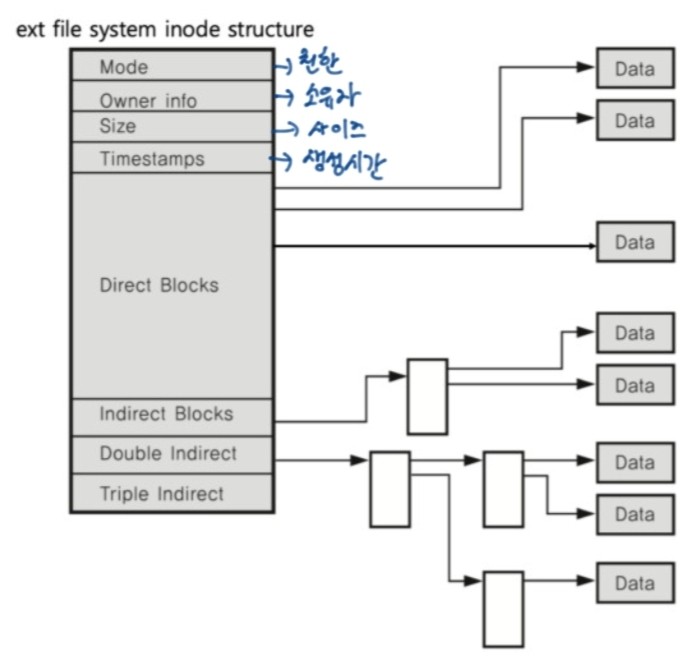 ext file system inode structure
Mode → 권한
Owner info → 소유자
Size → 사이즈
Timestamps → 생성시간
Direct Blocks
Indirect Blocks
Double Indirect
Triple Indirect
Data
Data
Data
Data
Data
Data
Data
Data